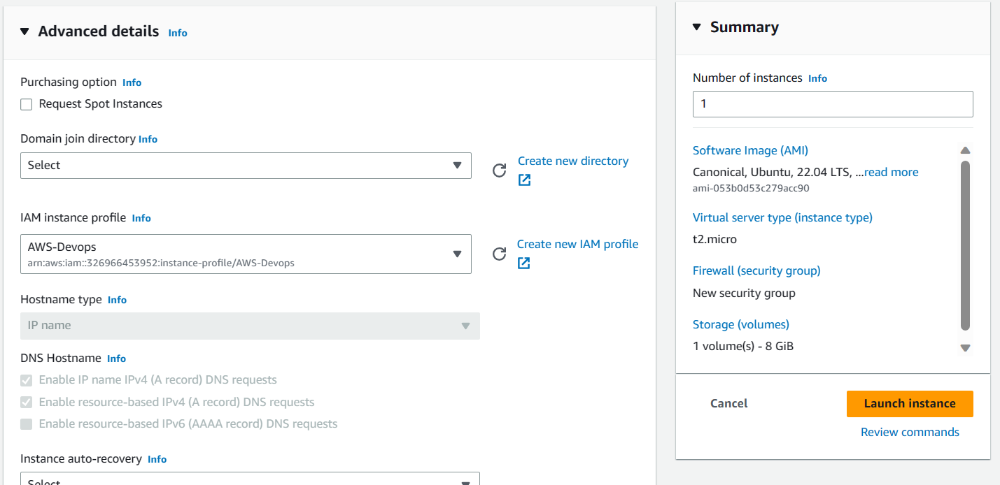 Advanced details Info
Purchasing option Info
Request Spot Instances
Domain join directory Info
Select
Create new directory
IAM instance profile Info
AWS-Devops
arn:aws:iam::326966453952:instance-profile/AWS-Devops
Create new IAM profile
Hostname type Info
IP name
DNS Hostname Info
Enable IP name IPv4 (A record) DNS requests
Enable resource-based IPv4 (A record) DNS requests
Enable resource-based IPv6 (AAAA record) DNS requests
Instance auto-recovery Info
Select
Summary
Number of instances Info
1
Software Image (AMI)
Canonical, Ubuntu, 22.04 LTS, ...read more
ami-053b0d53c279acc90
Virtual server type (instance type)
t2.micro
Firewall (security group)
New security group
Storage (volumes)
1 volume(s) - 8 GiB
Cancel
Launch instance
Review commands